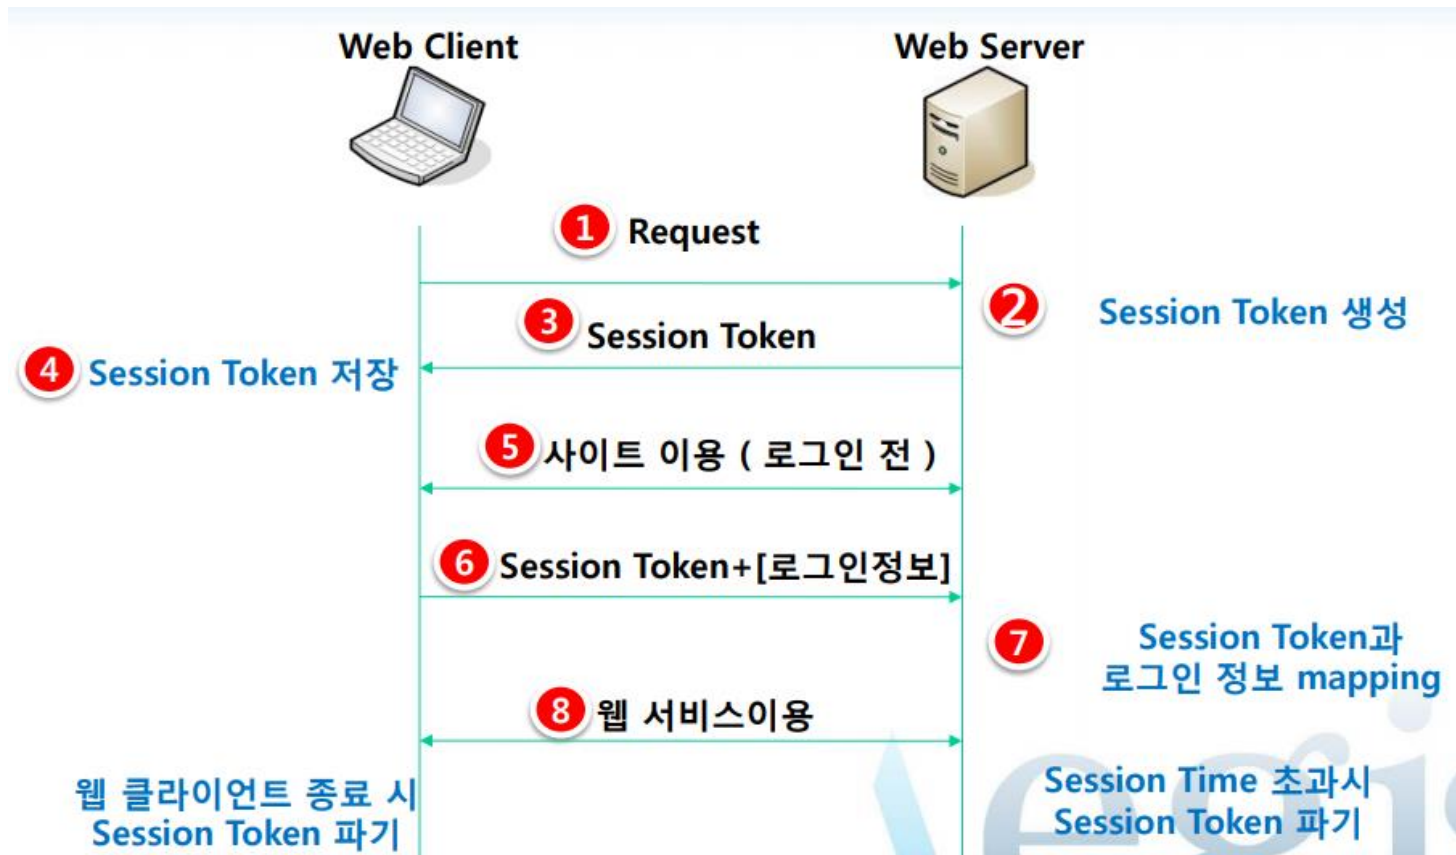 Web Client
Web Server
1 Request
2 Session Token 생성
3 Session Token
4 Session Token 저장
5 사이트 이용 ( 로그인 전 )
6 Session Token+[로그인정보]
7 Session Token과
로그인 정보 mapping
8 웹 서비스이용
웹 클라이언트 종료 시
Session Token 파기
Session Time 초과시
Session Token 파기